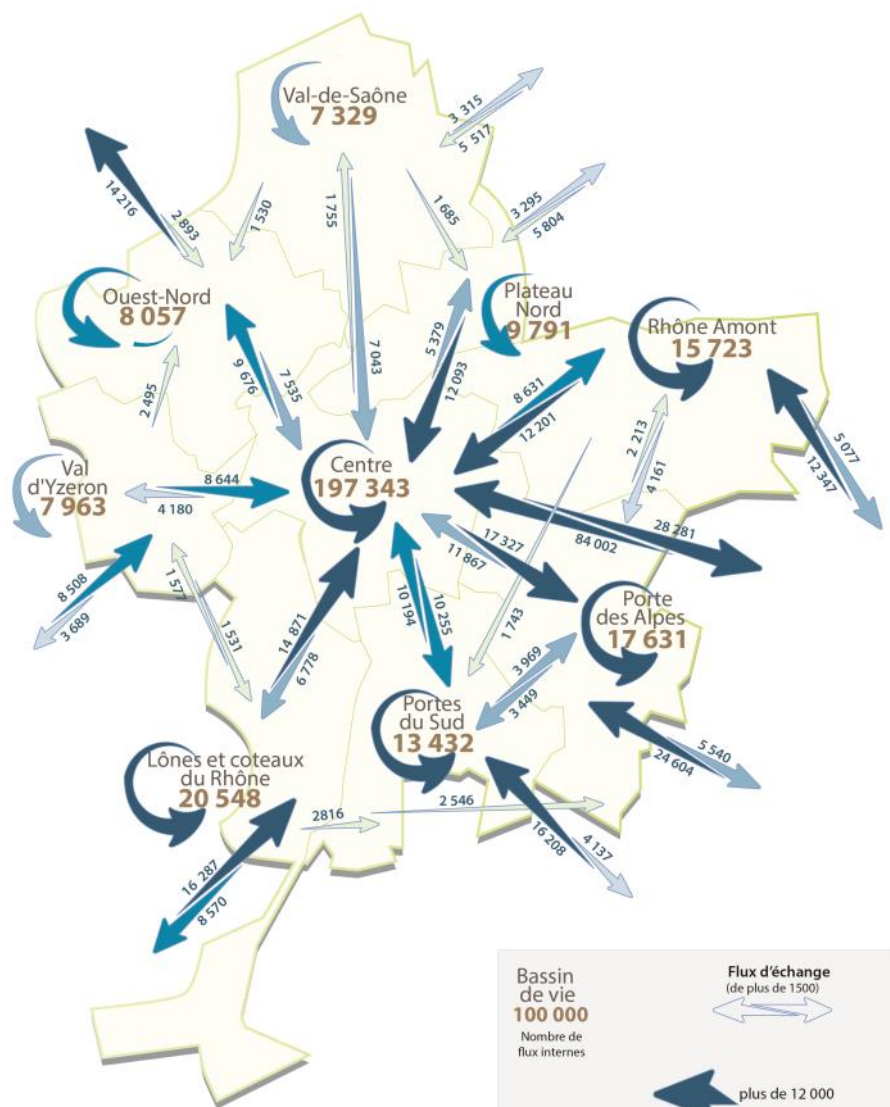 Val-de-Saône
7 329
3 315
5 517
14 216
2 893
1 530
1 755
1 685
3 295
5 804
Ouest-Nord
8 057
Plateau
Nord
9 791
Rhône Amont
15 723
9 676
7 535
7 043
5 379
12 093
8 631
12 201
2 495
2 213
4 161
5 077
12 347
Val
d'Yzeron
7 963
8 644
4 180
Centre
197 343
28 281
84 002
17 327
11 867
8 508
3 689
1 577
1 531
14 871
6 778
10 194
10 255
1 743
Porte
des Alpes
17 631
3 969
3 449
Portes
du Sud
13 432
5 540
24 604
Lônes et coteaux
du Rhône
20 548
2816
2 546
16 208
4 137
16 287
8 570
Bassin
de vie
100 000
Nombre de
flux internes
Flux d'échange
(de plus de 1500)
plus de 12 000